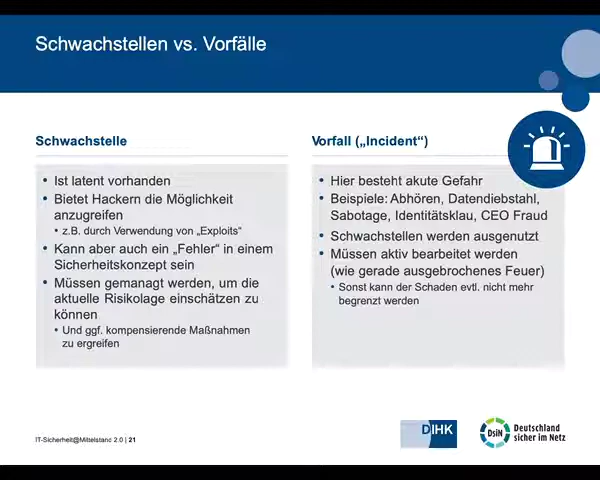 Schwachstellen vs. Vorfälle
Schwachstelle
• Ist latent vorhanden
• Bietet Hackern die Möglichkeit
anzugreifen
• z.B. durch Verwendung von „Exploits“
• Kann aber auch ein „Fehler“ in einem
Sicherheitskonzept sein
• Müssen gemanagt werden, um die
aktuelle Risikolage einschätzen zu
können
• Und ggf. kompensierende Maßnahmen
zu ergreifen
Vorfall („Incident“)
• Hier besteht akute Gefahr
• Beispiele: Abhören, Datendiebstahl,
Sabotage, Identitätsklau, CEO Fraud
• Schwachstellen werden ausgenutzt
• Müssen aktiv bearbeitet werden
(wie gerade ausgebrochenes Feuer)
• Sonst kann der Schaden evtl. nicht mehr
begrenzt werden
IT-Sicherheit@Mittelstand 2.0 | 21
DIHK
DsiN
Deutschland
sicher im Netz